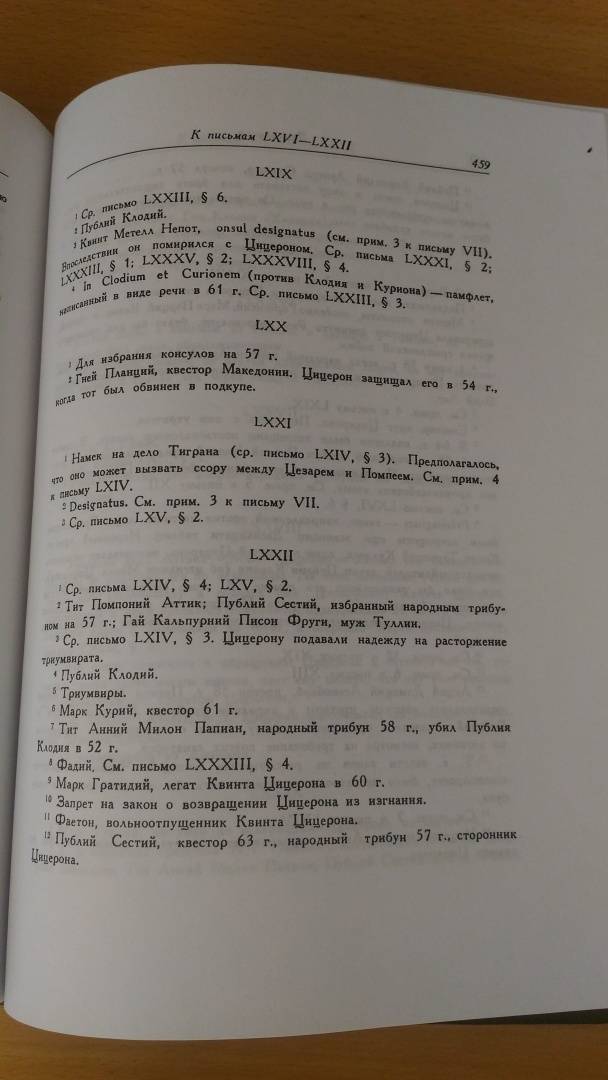 К письмам LXVI—LXXII
459
LXIX
1 Ср. письмо LXXIII, § 6.
2 Публий Клодий.
3 Квинт Метелл Непот, onsul designatus (см. прим. 3 к письму VII).
Впоследствии он помирился с Цицероном. Ср. письма LXXXI, § 2;
LXXXIII, § 1; LXXXV, § 2; LXXXVIII, § 4.
4 In Clodium et Curionem (против Клодия и Куриона) — памфлет,
написанный в виде речи в 61 г. Ср. письмо LXXIII, § 3.
LXX
1 Для избрания консулов на 57 г.
2 Гней Планций, квестор Македонии. Цицерон защищал его в 54 г.,
когда тот был обвинен в подкупе.
LXXI
1 Намек на дело Тиграна (ср. письмо LXIV, § 3). Предполагалось,
что оно может вызвать ссору между Цезарем и Помпеем. См. прим. 4
к письму LXIV.
2 Designatus. См. прим. 3 к письму VII.
3 Ср. письмо LXV, § 2.
LXXII
1 Ср. письма LXIV, § 4; LXV, § 2.
2 Тит Помпоний Аттик; Публий Сестий, избранный народным трибу-
ном на 57 г.; Гай Кальпурний Писон Фруги, муж Туллии.
3 Ср. письмо LXIV, § 3. Цицерону подавали надежду на расторжение
триумвирата.
4 Публий Клодий.
5 Триумвиры.
6 Марк Курий, квестор 61 г.
7 Тит Анний Милон Папиан, народный трибун 58 г., убил Публия
Клодия в 52 г.
8 Фадий, См. письмо LXXXIII, § 4.
9 Марк Гратидий, легат Квинта Цицерона в 60 г.
10 Запрет на закон о возвращении Цицерона из изгнания.
11 Фаетон, вольноотпущенник Квинта Цицерона.
12 Публий Сестий, квестор 63 г., народный трибун 57 г., сторонник
Цицерона.